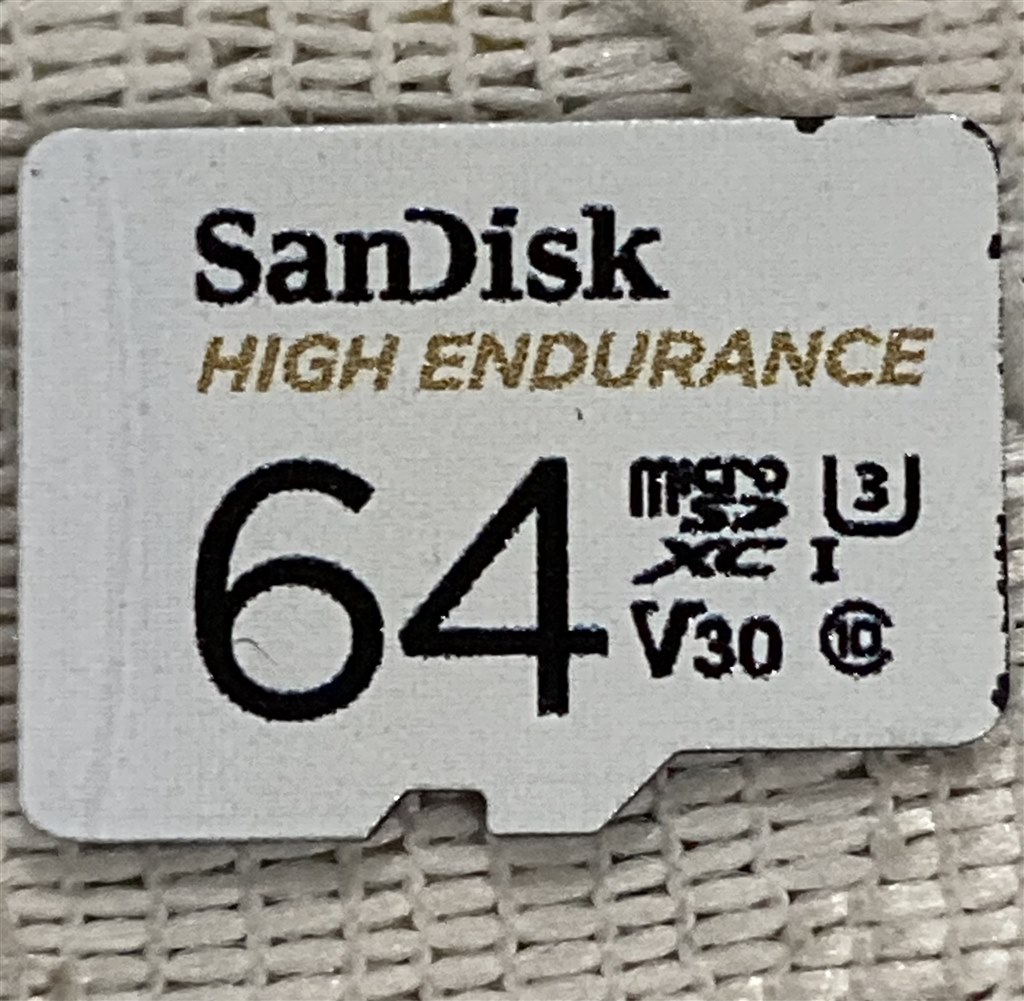 SanDisk
HIGH ENDURANCE
64
micro 3
SD
XC I
V30 10